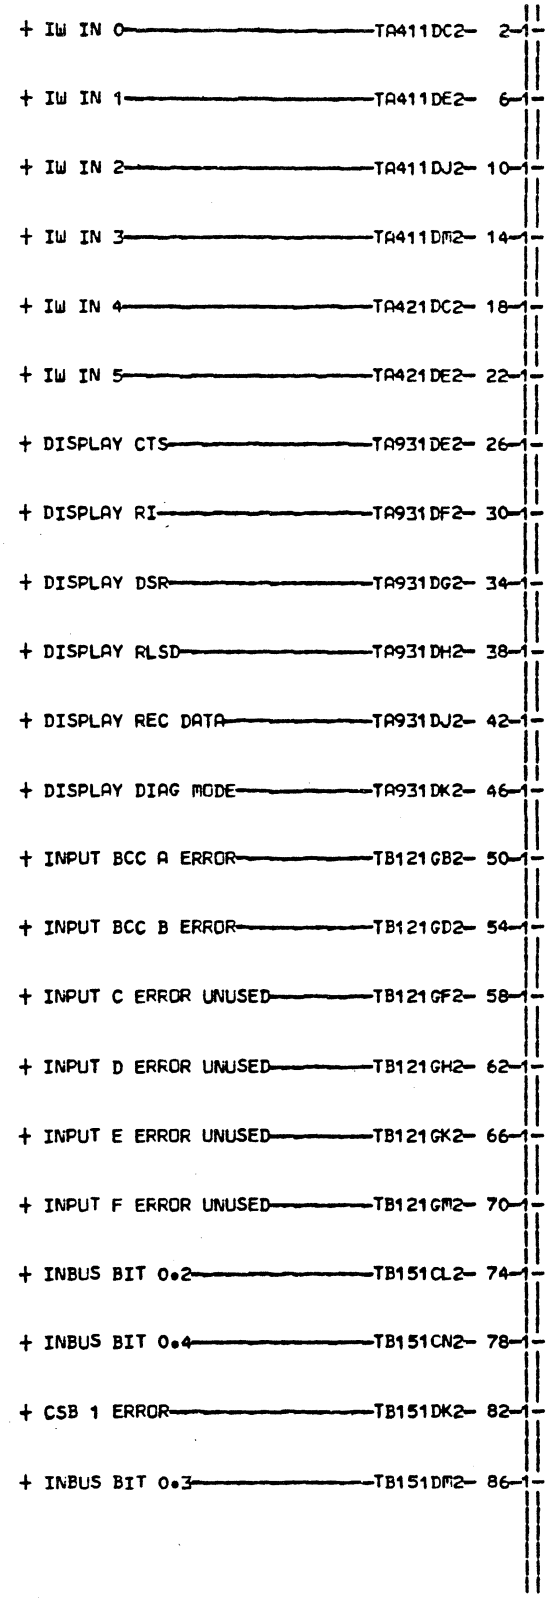 + IW IN 0 TA411DC2- 2-1-
+ IW IN 1 TA411DE2- 6-1-
+ IW IN 2 TA411DJ2- 10-1-
+ IW IN 3 TA411DM2- 14-1-
+ IW IN 4 TA421DC2- 18-1-
+ IW IN 5 TA421DE2- 22-1-
+ DISPLAY CTS TA931DE2- 26-1-
+ DISPLAY RI TA931DF2- 30-1-
+ DISPLAY DSR TA931DG2- 34-1-
+ DISPLAY RLSD TA931DH2- 38-1-
+ DISPLAY REC DATA TA931DJ2- 42-1-
+ DISPLAY DIAG MODE TA931DK2- 46-1-
+ INPUT BCC A ERROR TB121GB2- 50-1-
+ INPUT BCC B ERROR TB121GD2- 54-1-
+ INPUT C ERROR UNUSED TB121GF2- 58-1-
+ INPUT D ERROR UNUSED TB121GH2- 62-1-
+ INPUT E ERROR UNUSED TB121GK2- 66-1-
+ INPUT F ERROR UNUSED TB121GM2- 70-1-
+ INBUS BIT 0.2 TB151CL2- 74-1-
+ INBUS BIT 0.4 TB151CN2- 78-1-
+ CSB 1 ERROR TB151DK2- 82-1-
+ INBUS BIT 0.3 TB151DM2- 86-1-